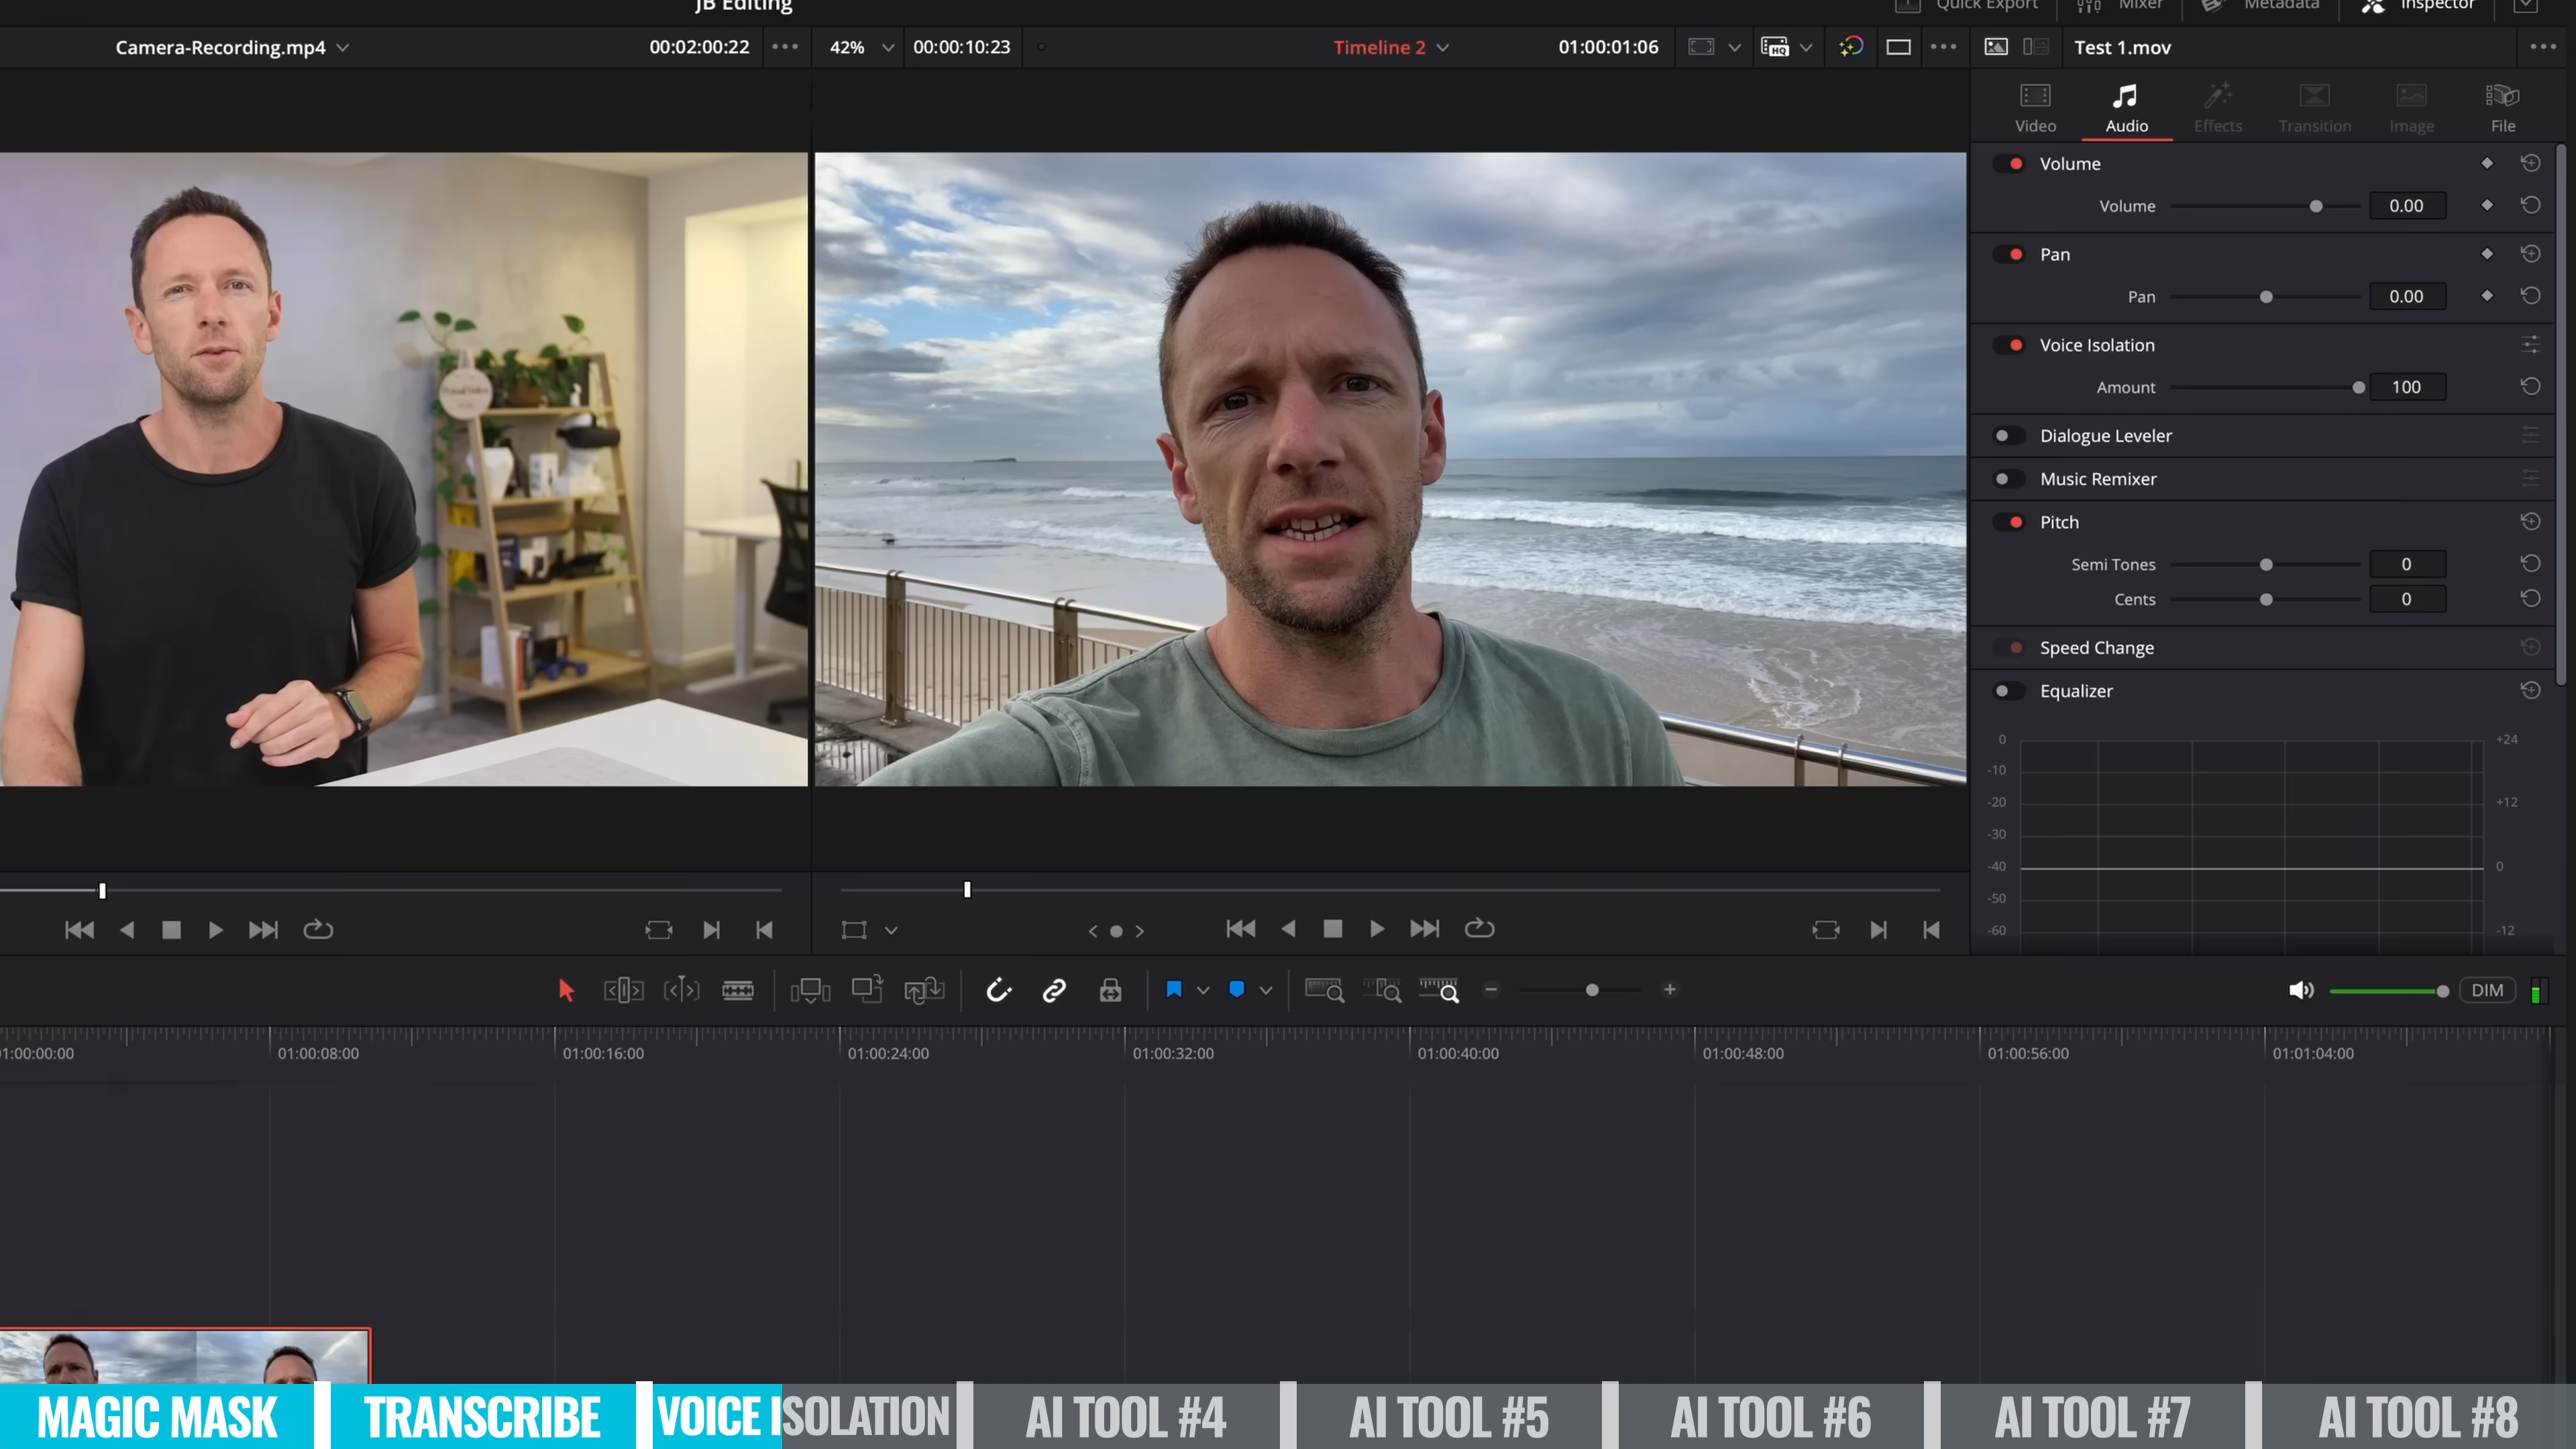 JB Editing
Quick Export
Mixer
Metadata
Inspector
Camera-Recording.mp4
00:02:00:22
42%
00:00:10:23
Timeline 2
01:00:01:06
HQ
Test 1.mov
Video
Audio
Effects
Transition
Image
File
Volume
Volume
0.00
Pan
Pan
0.00
Voice Isolation
Amount
100
Dialogue Leveler
Music Remixer
Pitch
Semi Tones
0
Cents
0
Speed Change
Equalizer
0
+24
-10
-20
+12
-30
-40
0
-50
-60
-12
DIM
01:00:00:00
01:00:08:00
01:00:16:00
01:00:24:00
01:00:32:00
01:00:40:00
01:00:48:00
01:00:56:00
01:01:04:00
MAGIC MASK
TRANSCRIBE
VOICE ISOLATION
AI TOOL #4
AI TOOL #5
AI TOOL #6
AI TOOL #7
AI TOOL #8